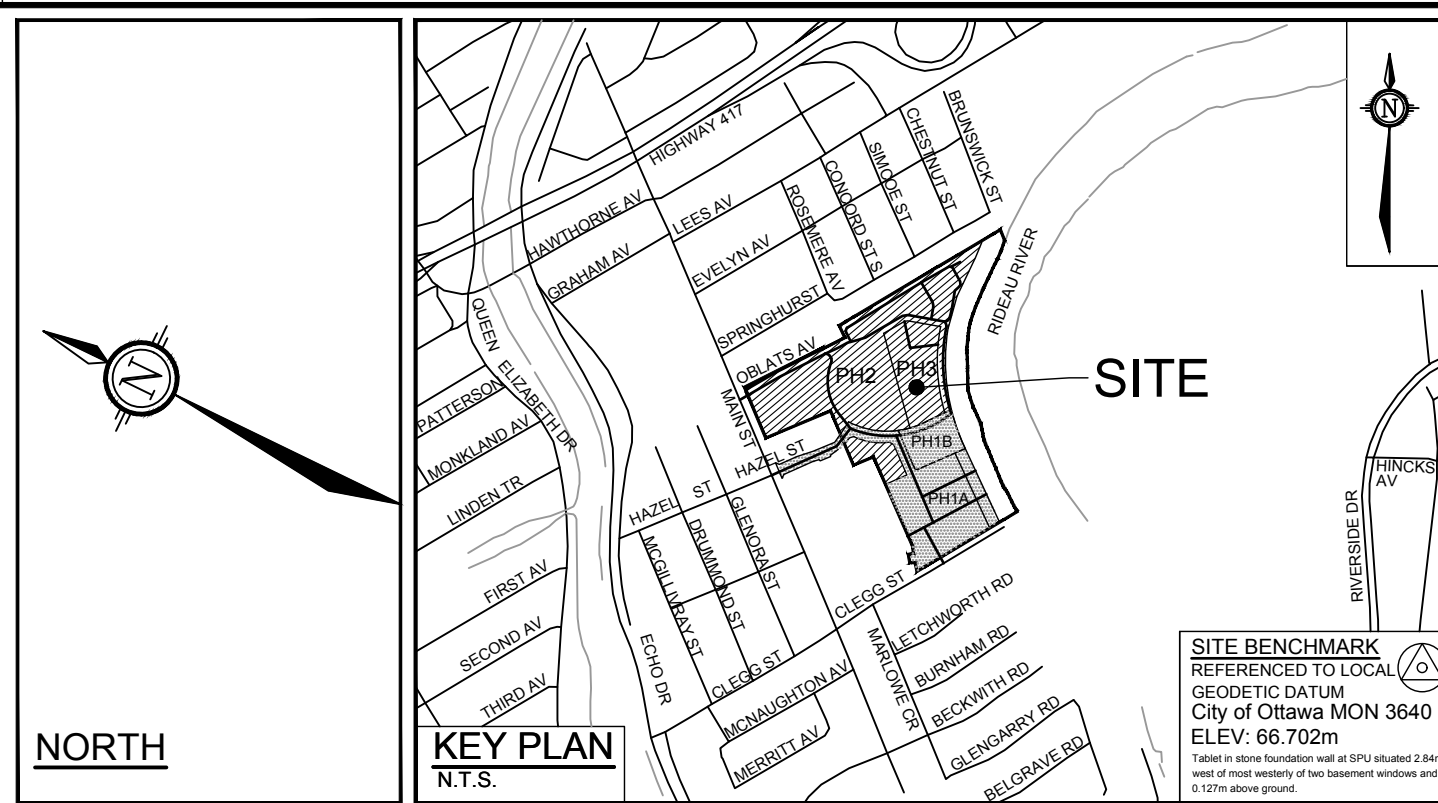 N
NORTH
N
HIGHWAY 417
HAWTHORNE AV
GRAHAM AV
LEES AV
EVELYN AV
SPRINGHURST
OBLATS AV
ROSEMERE AV
CONCORD ST S
SIMCOE ST
CHESTNUT ST
BRUNSWICK ST
RIDEAU RIVER
QUEEN ELIZABETH DR
PATTERSON
MONKLAND AV
LINDEN TR
MAIN ST
PH2
PH3
SITE
PH1B
PH1A
HAZEL ST
HAZEL ST
GLENORA ST
DRUMMOND ST
MCGILLIVRAY ST
FIRST AV
SECOND AV
THIRD AV
ECHO DR
CLEGG ST
CLEGG ST
MCNAUGHTON AV
MERRITT AV
MARLOWE CR
LETCHWORTH RD
BURNHAM RD
BECKWITH RD
GLENGARRY RD
BELGRAVE RD
HINCKS
AV
RIVERSIDE DR
KEY PLAN
N.T.S.
SITE BENCHMARK
REFERENCED TO LOCAL
GEODETIC DATUM
City of Ottawa MON 3640
ELEV: 66.702m
Tablet in stone foundation wall at SPU situated 2.84m
west of most westerly of two basement windows and
0.127m above ground.